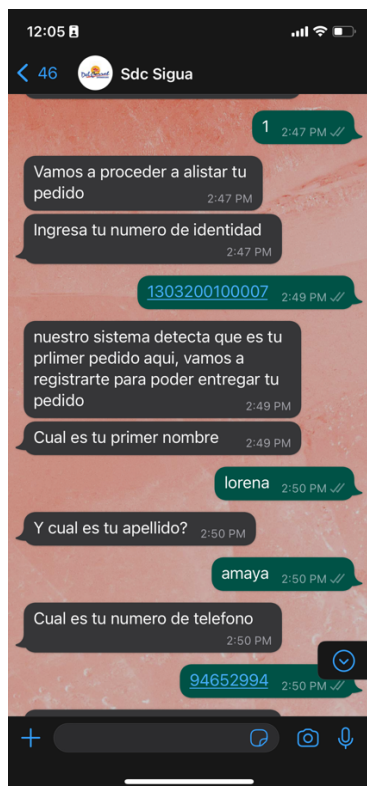 12:05
46 Sdc Sigua
1 2:47 PM
Vamos a proceder a alistar tu
pedido 2:47 PM
Ingresa tu numero de identidad
2:47 PM
1303200100007 2:49 PM
nuestro sistema detecta que es tu
prlimer pedido aqui, vamos a
registrarte para poder entregar tu
pedido 2:49 PM
Cual es tu primer nombre 2:49 PM
lorena 2:50 PM
Y cual es tu apellido? 2:50 PM
amaya 2:50 PM
Cual es tu numero de telefono
2:50 PM
94652994 2:50 PM